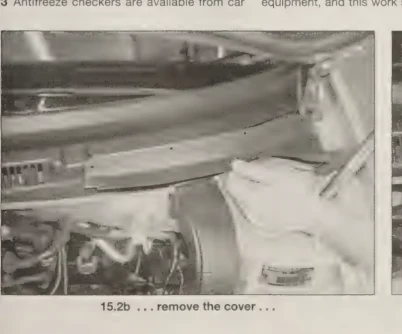 3 Antifreeze checkers are available from car
equipment, and this work
15.2b ... remove the cover ...